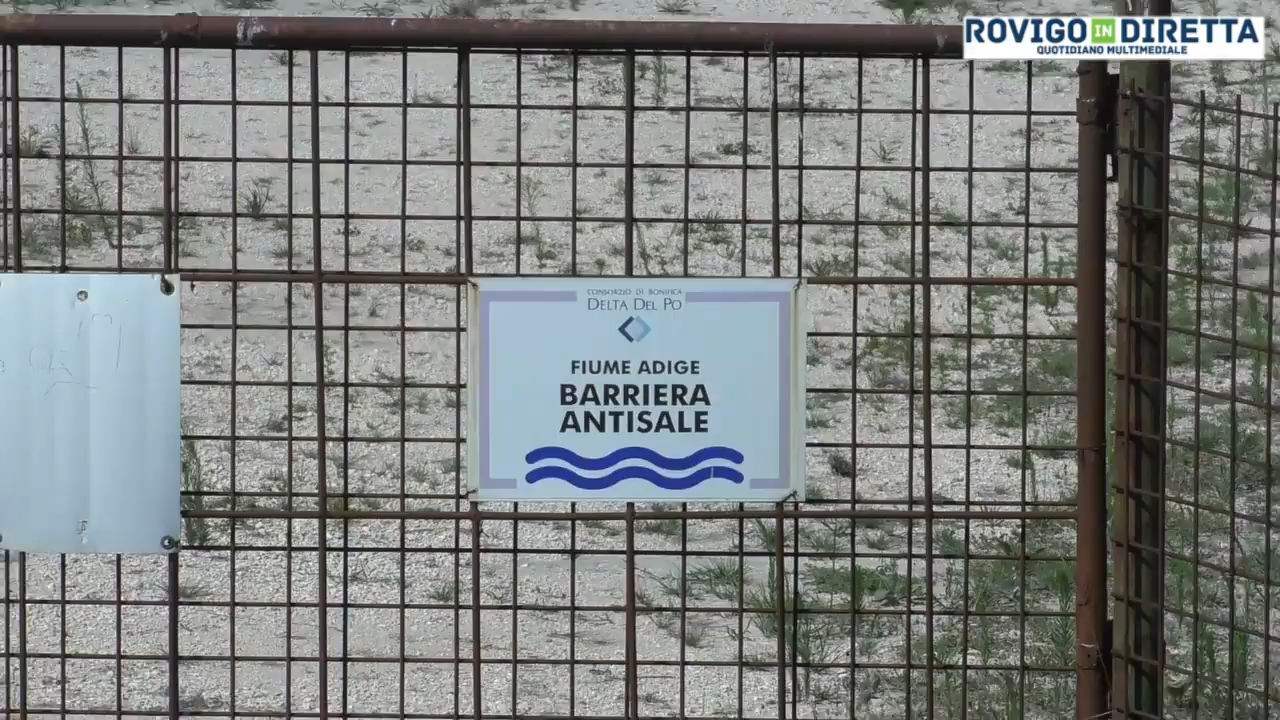 ROVIGO IN DIRETTA
QUOTIDIANO MULTIMEDIALE
CONSORZIO DI BONIFICA
DELTA DEL PO
FIUME ADIGE
BARRIERA
ANTISALE